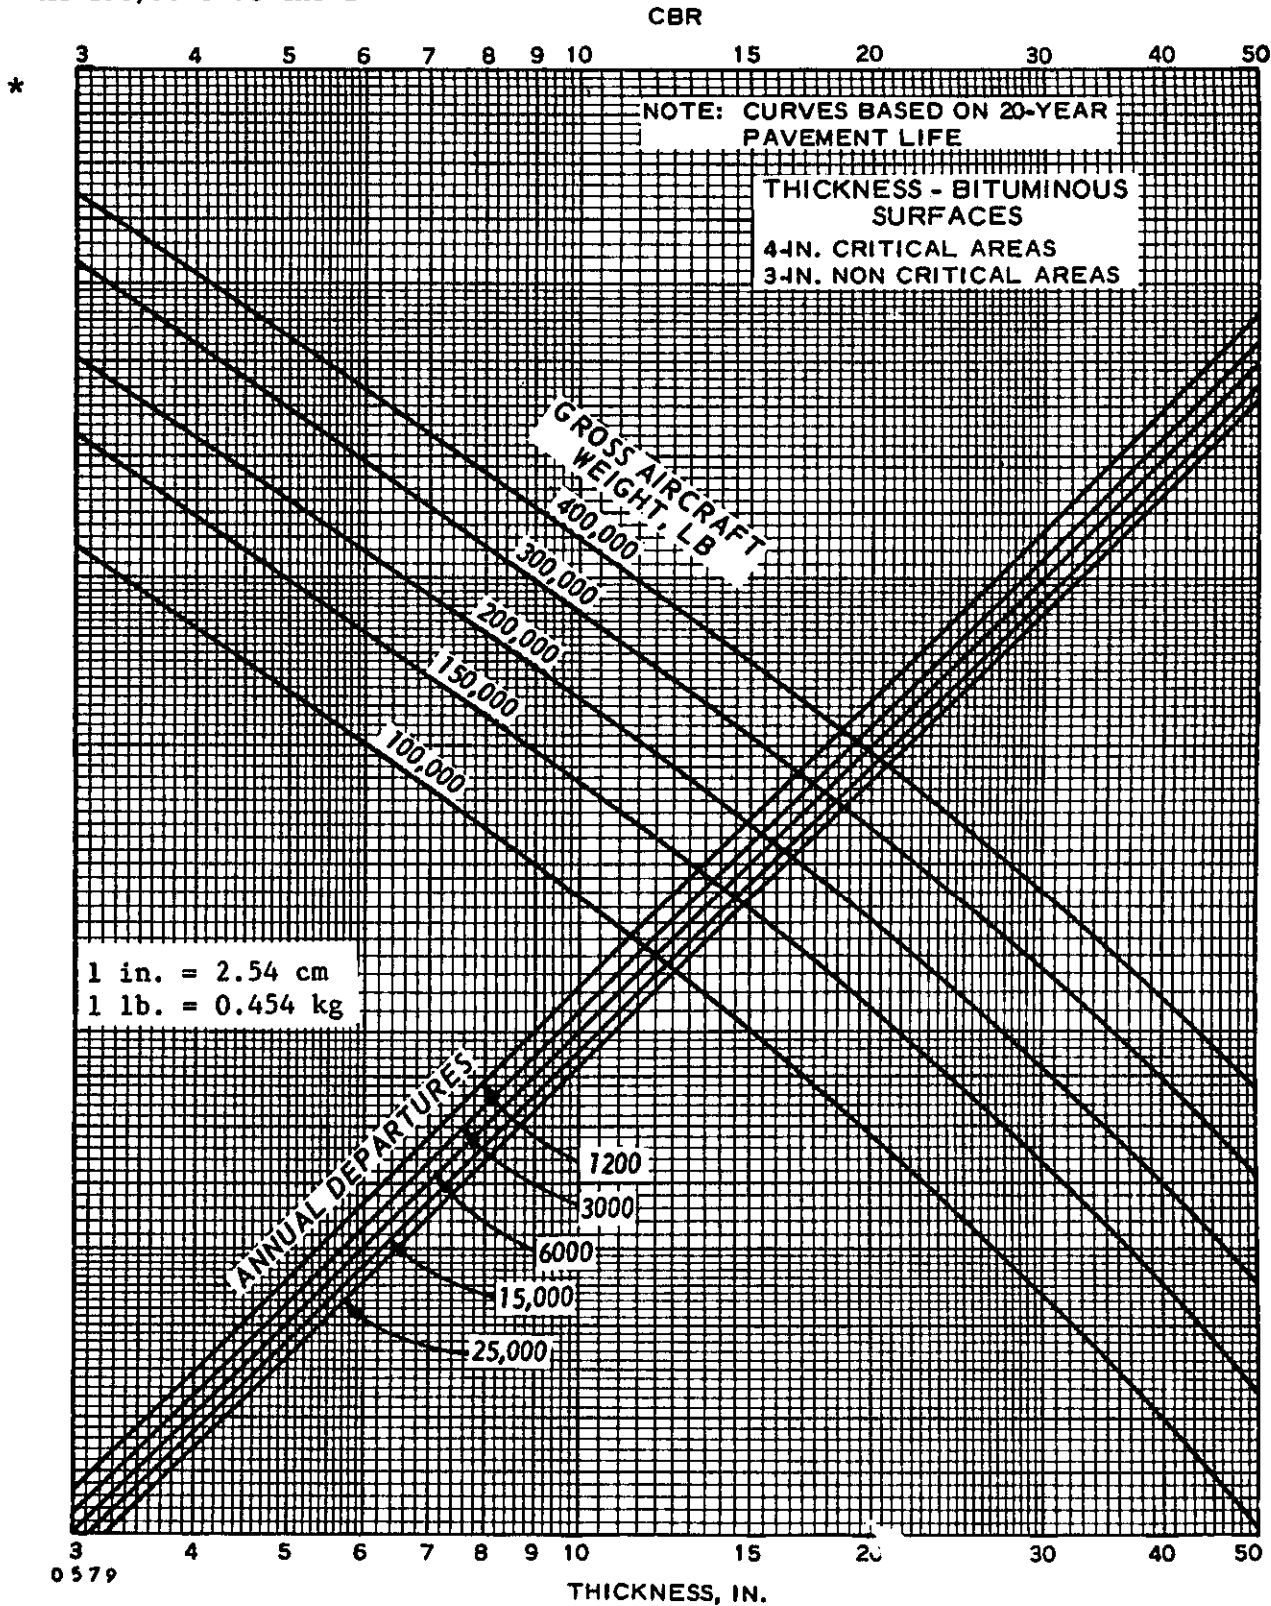 CBR
3 4 5 6 7 8 9 10 15 20 30 40 50
*
NOTE: CURVES BASED ON 20-YEAR
PAVEMENT LIFE
THICKNESS - BITUMINOUS
SURFACES
4-IN. CRITICAL AREAS
3-IN. NON CRITICAL AREAS
GROSS AIRCRAFT
WEIGHT, LB
400,000
300,000
200,000
150,000
100,000
1 in. = 2.54 cm
1 lb. = 0.454 kg
ANNUAL DEPARTURES
1200
3000
6000
15,000
25,000
3 4 5 6 7 8 9 10 15 20 30 40 50
0579
THICKNESS, IN.